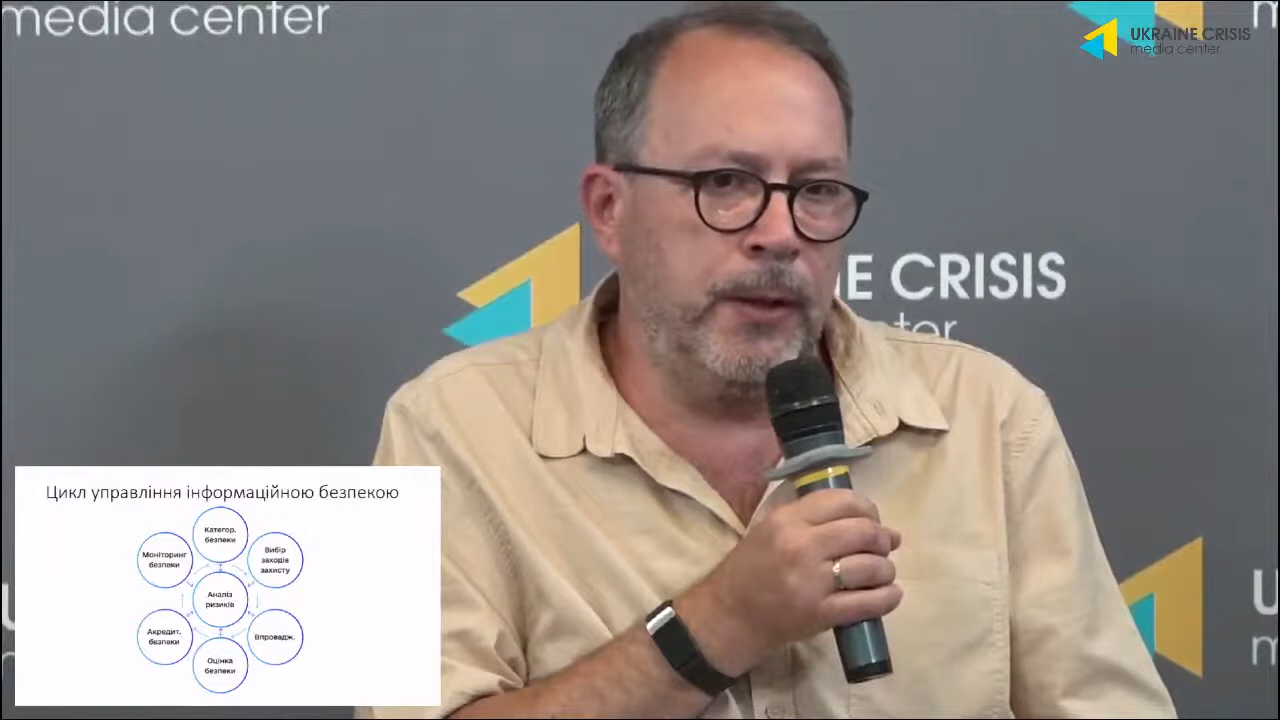 media center
UKRAINE CRISIS
media center
NE CRISIS
Цикл управління інформаційною безпекою
Категор.
безпеки
Моніторинг
безпеки
Вибір
заходів
захисту
Аналіз
ризиків
Акредит.
безпеки
Впровадж.
Оцінка
безпеки